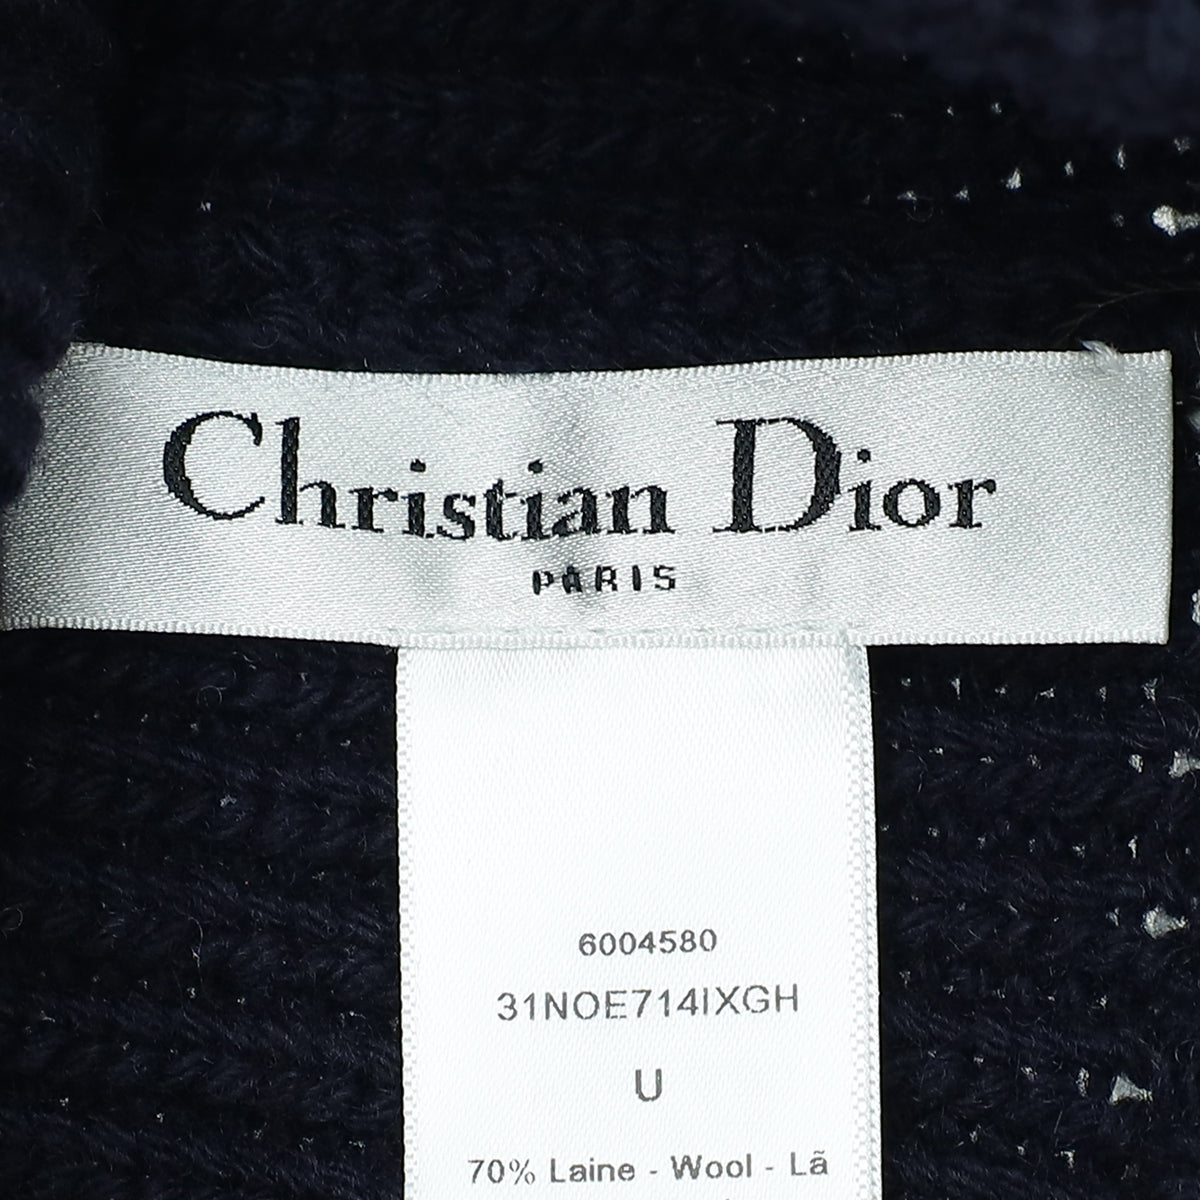 Christian Dior
PARIS
6004580
31NOE714IXGH
U
70% Laine - Wool - Lã